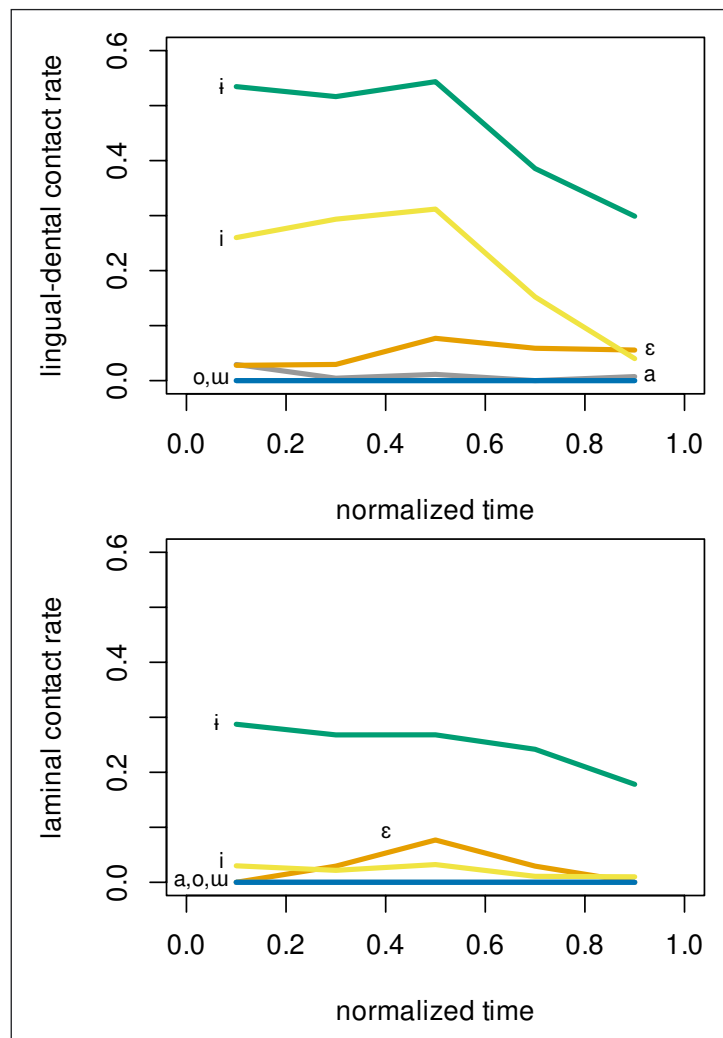 lingual-dental contact rate
0.6
0.4
0.2
0.0
ɨ
i
ɛ
a
o,ɯ
0.0 0.2 0.4 0.6 0.8 1.0
normalized time
laminal contact rate
0.6
0.4
0.2
0.0
ɨ
ɛ
i
a,o,ɯ
0.0 0.2 0.4 0.6 0.8 1.0
normalized time